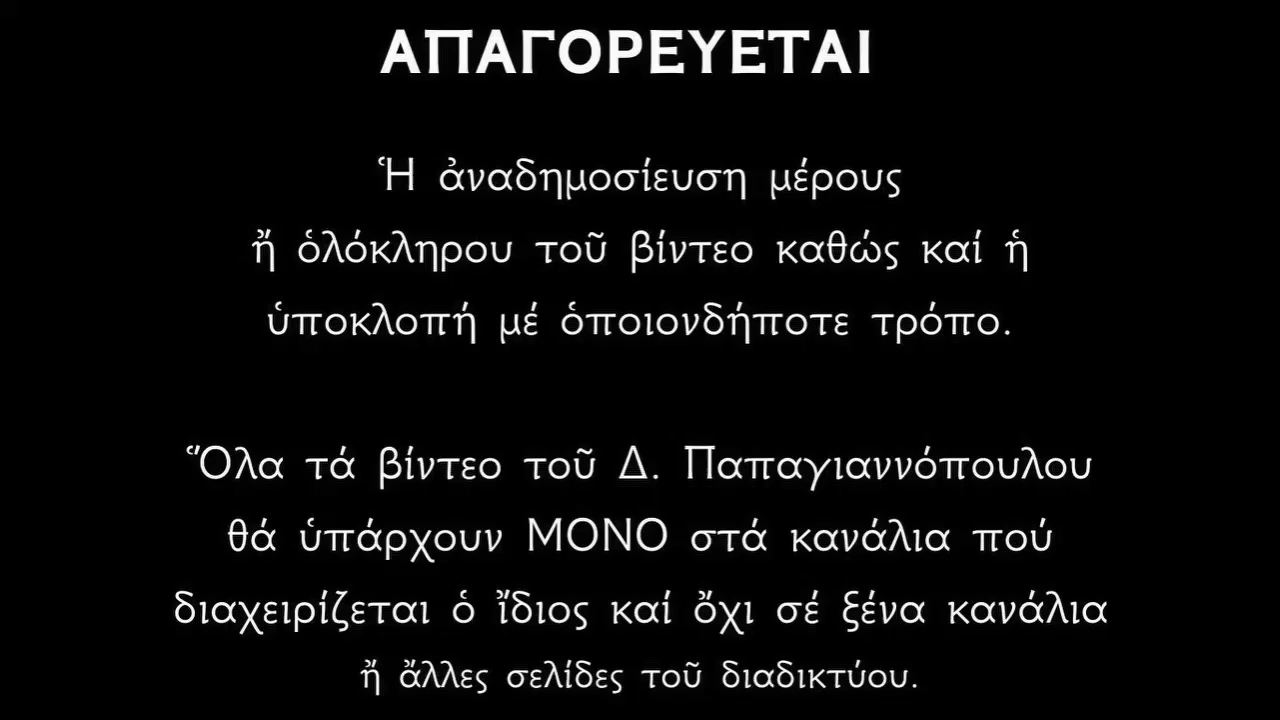 ΑΠΑΓΟΡΕΥΕΤΑΙ
Ἡ ἀναδημοσίευση μέρους
ἤ ὁλόκληρου τοῦ βίντεο καθώς καί ἡ
ὑποκλοπή μέ ὁποιονδήποτε τρόπο.
Ὅλα τά βίντεο τοῦ Δ. Παπαγιαννόπουλου
θά ὑπάρχουν ΜΟΝΟ στά κανάλια πού
διαχειρίζεται ὁ ἴδιος καί ὄχι σέ ξένα κανάλια
ἤ ἄλλες σελίδες τοῦ διαδικτύου.